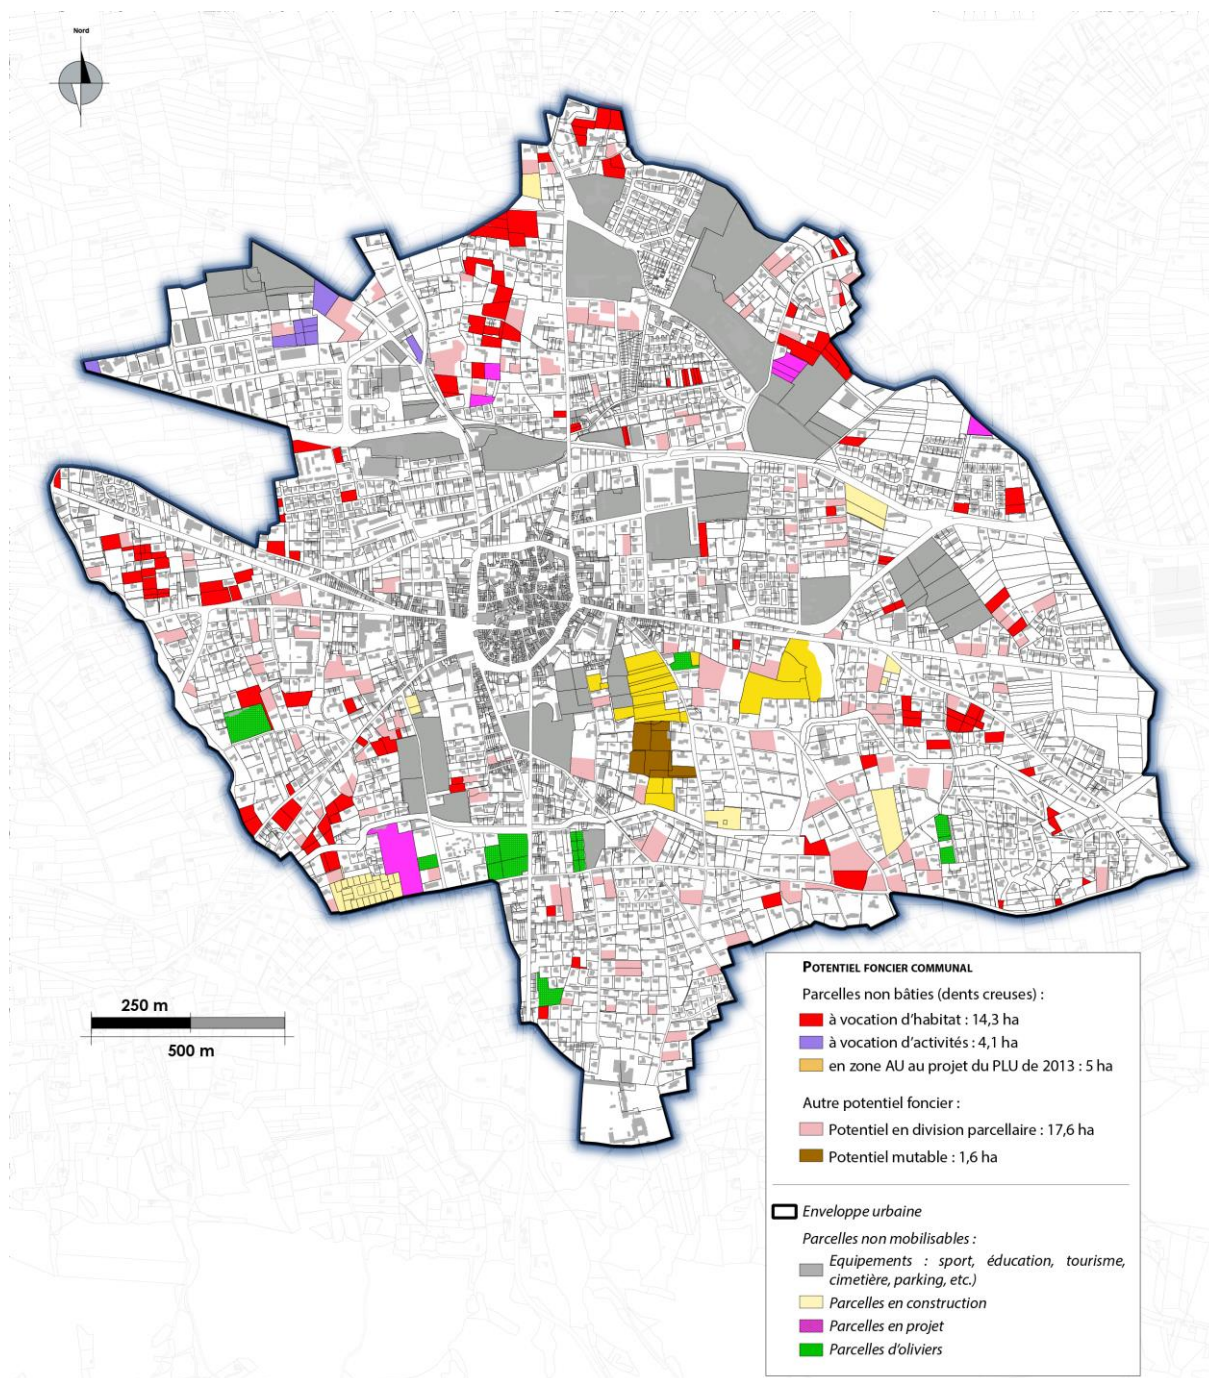 Nord
250 m
500 m
POTENTIEL FONCIER COMMUNAL
Parcelles non bâties (dents creuses) :
à vocation d'habitat : 14,3 ha
à vocation d'activités : 4,1 ha
en zone AU au projet du PLU de 2013 : 5 ha
Autre potentiel foncier :
Potentiel en division parcellaire : 17,6 ha
Potentiel mutable : 1,6 ha
Enveloppe urbaine
Parcelles non mobilisables :
Equipements : sport, éducation, tourisme,
cimetière, parking, etc.)
Parcelles en construction
Parcelles en projet
Parcelles d'oliviers